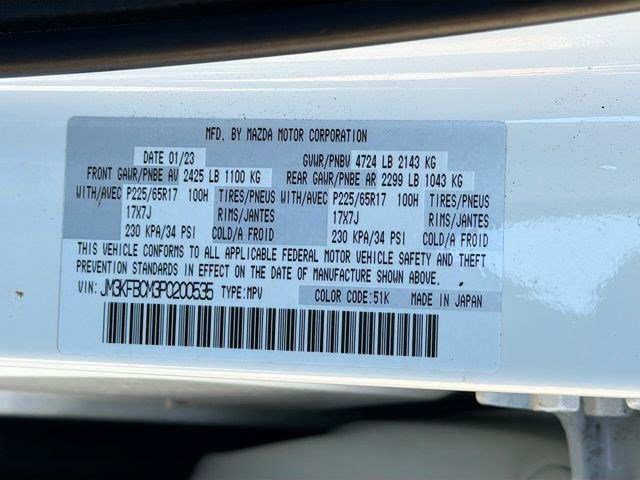 MFD. BY MAZDA MOTOR CORPORATION
DATE 01/23 GVWR/PNBV 4724 LB 2143 KG
FRONT GAWR/PNBE AV 2425 LB 1100 KG REAR GAWR/PNBE AR 2299 LB 1043 KG
WITH/AVEC P225/65R17 100H TIRES/PNEUS WITH/AVEC P225/65R17 100H TIRES/PNEUS
17X7J RIMS/JANTES 17X7J RIMS/JANTES
230 KPA/34 PSI COLD/A FROID 230 KPA/34 PSI COLD/A FROID
THIS VEHICLE CONFORMS TO ALL APPLICABLE FEDERAL MOTOR VEHICLE SAFETY AND THEFT
PREVENTION STANDARDS IN EFFECT ON THE DATE OF MANUFACTURE SHOWN ABOVE.
VIN: JM3KFBCM3P0200535 TYPE:MPV COLOR CODE:51K MADE IN JAPAN